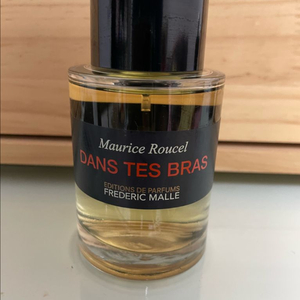 Maurice Roucel
DANS TES BRAS
EDITIONS DE PARFUMS
FREDERIC MALLE